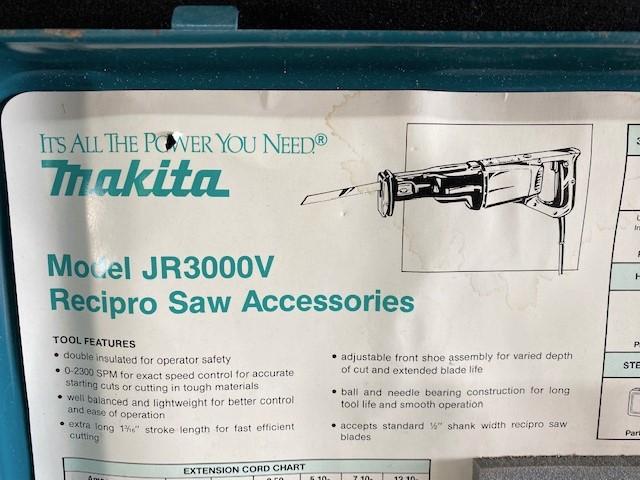 IT'S ALL THE POWER YOU NEED.®
makita
Model JR3000V
Recipro Saw Accessories
TOOL FEATURES
• double insulated for operator safety
• 0-2300 SPM for exact speed control for accurate
starting cuts or cutting in tough materials
• well balanced and lightweight for better control
and ease of operation
• extra long 1 3/16" stroke length for fast efficient
cutting
• adjustable front shoe assembly for varied depth
of cut and extended blade life
• ball and needle bearing construction for long
tool life and smooth operation
• accepts standard ½" shank width recipro saw
blades
EXTENSION CORD CHART
STE
Part